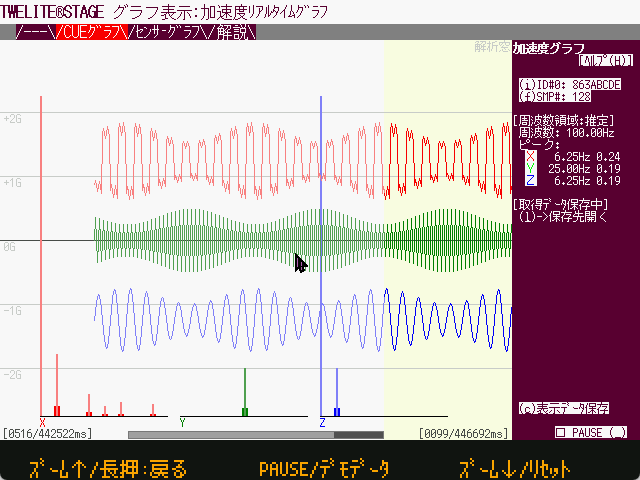 TWELITE®STAGE グラフ表示:加速度ﾘｱﾙﾀｲﾑｸﾞﾗﾌ
/---\/CUEｸﾞﾗﾌ\/ｾﾝｻｰｸﾞﾗﾌ\/解説\
解析窓
加速度グラフ
[ﾍﾙﾌﾟ(H)]
(i)ID#0: 863ABCDE
(f)SMP#: 128
[周波数領域:推定]
周波数: 100.00Hz
ピーク:
X 6.25Hz 0.24
Y 25.00Hz 0.19
Z 6.25Hz 0.19
[取得ﾃﾞｰﾀ保存中]
(l)->保存先開く
+2G
+1G
0G
-1G
-2G
X
Y
Z
(c)表示ﾃﾞｰﾀ保存
[0516/442522ms]
[0099/446692ms]
PAUSE (_)
ｽﾞｰﾑ↑/長押:戻る
PAUSE/ﾃﾞﾓﾃﾞｰﾀ
ｽﾞｰﾑ↓/ﾘｾｯﾄ